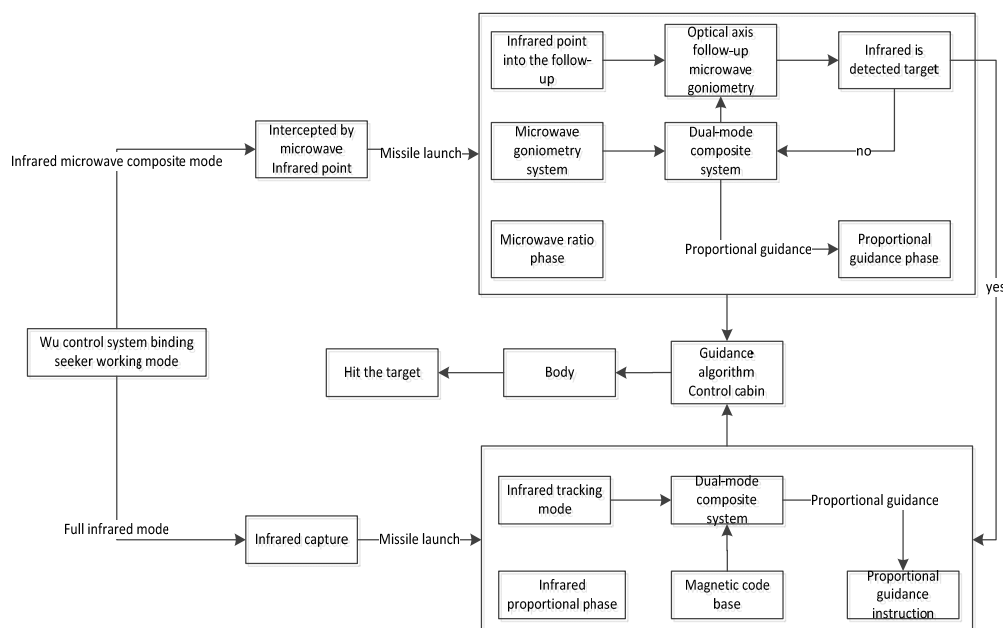 Infrared point
into the follow-
up
Optical axis
follow-up
microwave
goniometry
Infrared is
detected target
Intercepted by
microwave
Infrared point
Infrared microwave composite mode
Missile launch
Microwave
goniometry
system
Dual-mode
composite
system
no
Microwave ratio
phase
Proportional guidance
Proportional
guidance phase
yes
Wu control system binding
seeker working mode
Hit the target
Body
Guidance
algorithm
Control cabin
Infrared tracking
mode
Dual-mode
composite
system
Proportional guidance
Full infrared mode
Infrared capture
Missile launch
Infrared
proportional phase
Magnetic code
base
Proportional
guidance
instruction